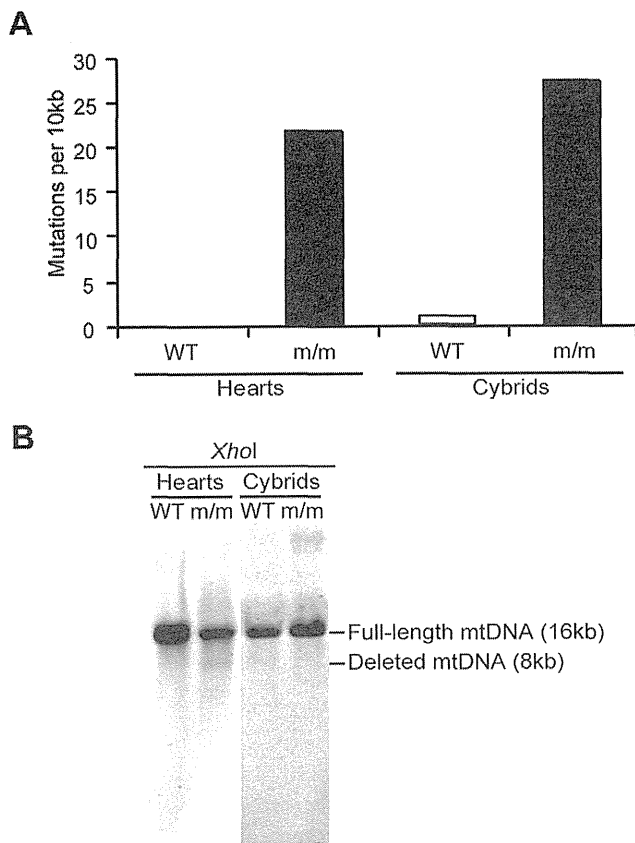 A
Mutations per 10kb
30
25
20
15
10
5
0
WT m/m WT m/m
Hearts Cybrids
B
XhoI
Hearts Cybrids
WT m/m WT m/m
Full-length mtDNA (16kb)
Deleted mtDNA (8kb)